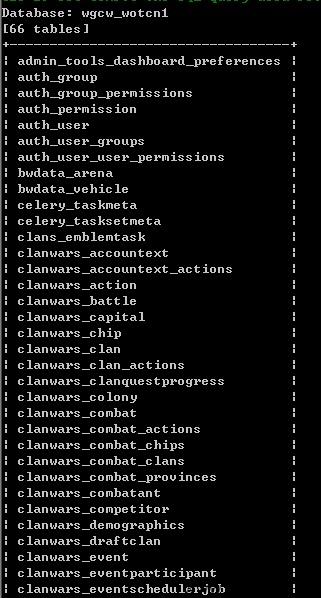 Database: wgcw_wotcn1
[66 tables]
+----------------------------------+
| admin_tools_dashboard_preferences |
| auth_group |
| auth_group_permissions |
| auth_permission |
| auth_user |
| auth_user_groups |
| auth_user_user_permissions |
| bwdata_arena |
| bwdata_vehicle |
| celery_taskmeta |
| celery_tasksetmeta |
| clans_emblemtask |
| clanwars_accountext |
| clanwars_accountext_actions |
| clanwars_action |
| clanwars_battle |
| clanwars_capital |
| clanwars_chip |
| clanwars_clan |
| clanwars_clan_actions |
| clanwars_clanquestprogress |
| clanwars_colony |
| clanwars_combat |
| clanwars_combat_actions |
| clanwars_combat_chips |
| clanwars_combat_clans |
| clanwars_combat_provinces |
| clanwars_combatant |
| clanwars_competitor |
| clanwars_demographics |
| clanwars_draftclan |
| clanwars_event |
| clanwars_eventparticipant |
| clanwars_eventschedulerjob |